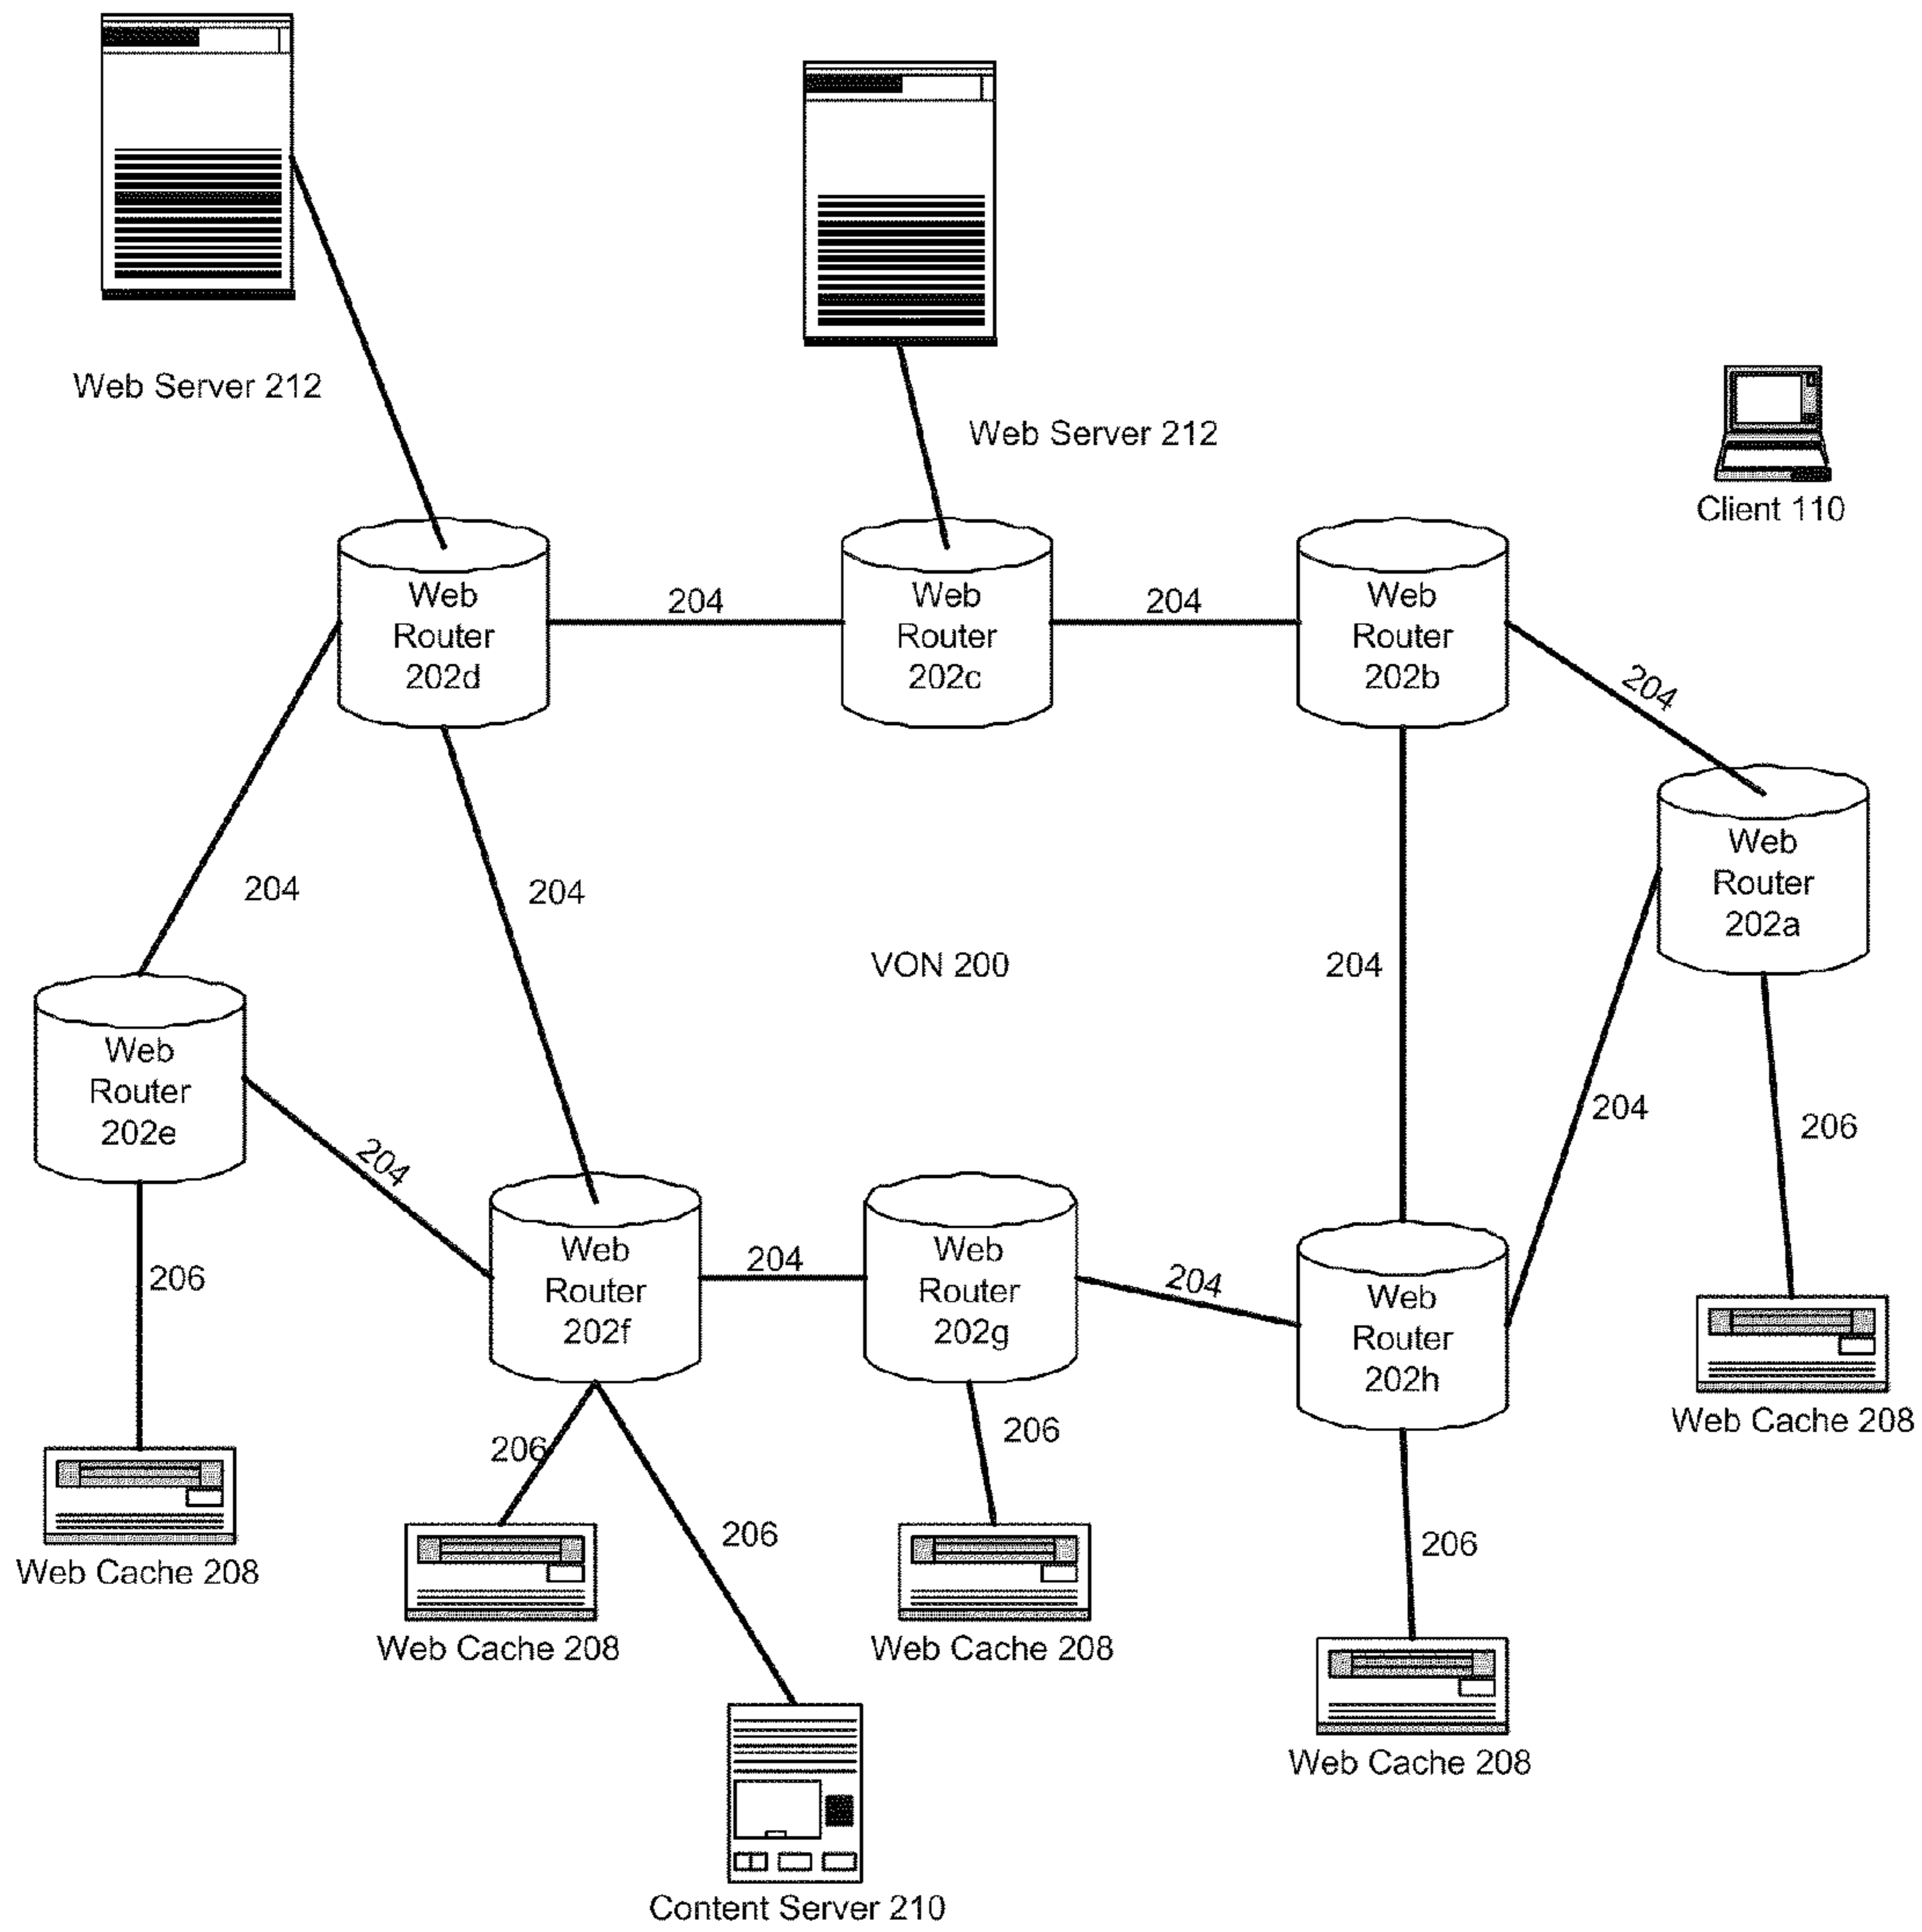 Web Server 212
Web Server 212
Client 110
Web
Router
202d
204
Web
Router
202c
204
Web
Router
202b
204
Web
Router
202a
204
204
VON 200
204
Web
Router
202e
204
204
206
206
Web
Router
202f
204
Web
Router
202g
204
Web
Router
202h
Web Cache 208
206
206
206
206
Web Cache 208
Web Cache 208
Web Cache 208
Web Cache 208
Content Server 210